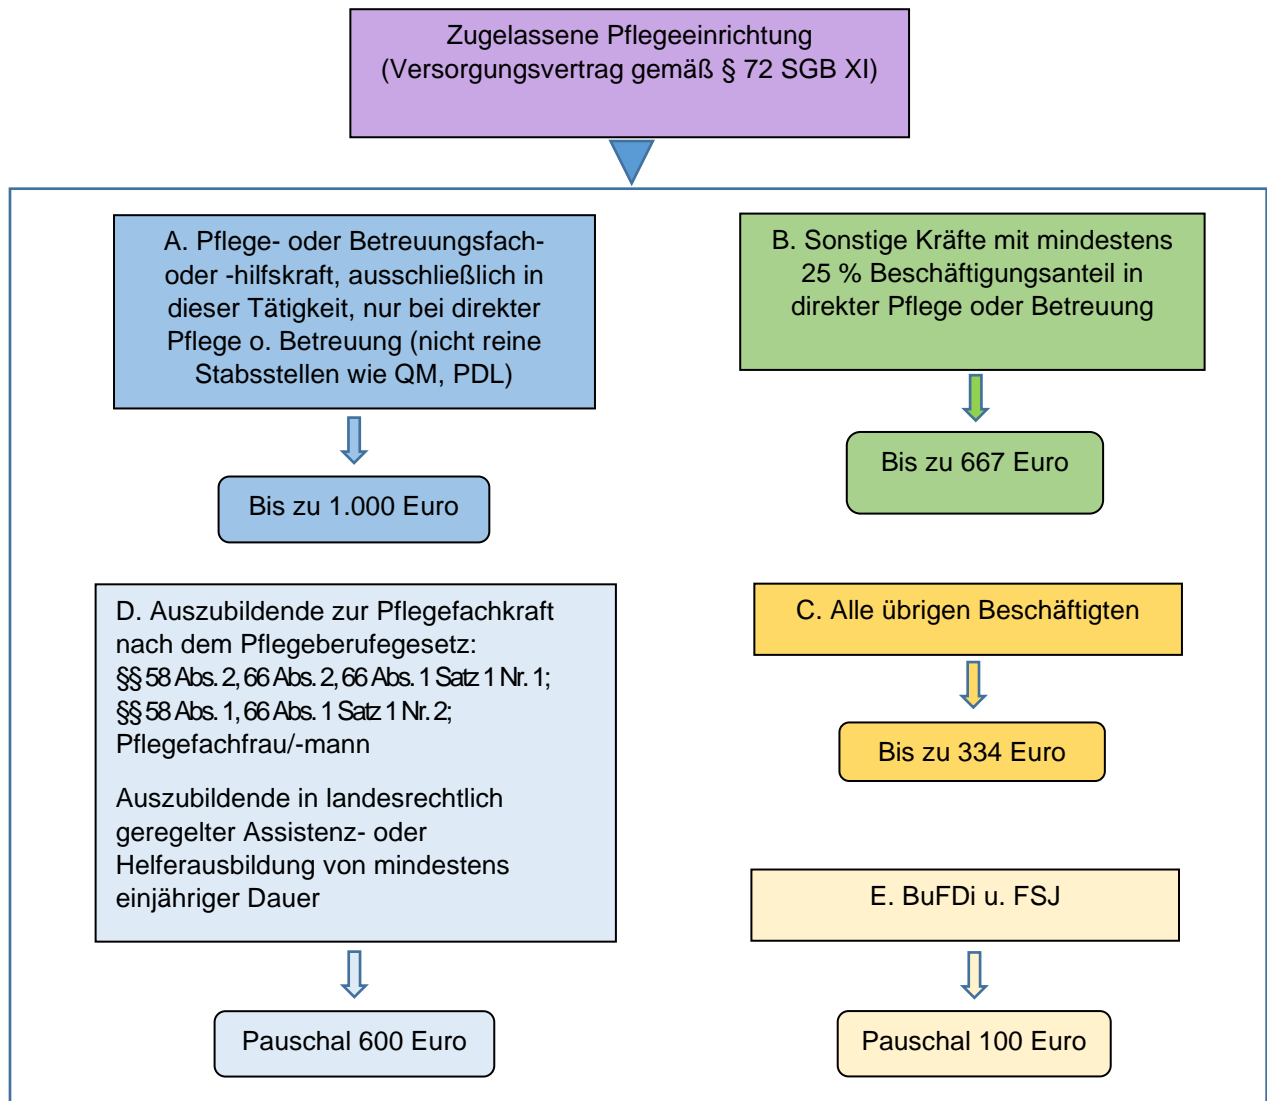 Zugelassene Pflegeeinrichtung
(Versorgungsvertrag gemäß § 72 SGB XI)
A. Pflege- oder Betreuungsfach-
oder -hilfskraft, ausschließlich in
dieser Tätigkeit, nur bei direkter
Pflege o. Betreuung (nicht reine
Stabsstellen wie QM, PDL)
Bis zu 1.000 Euro
B. Sonstige Kräfte mit mindestens
25 % Beschäftigungsanteil in
direkter Pflege oder Betreuung
Bis zu 667 Euro
D. Auszubildende zur Pflegefachkraft
nach dem Pflegeberufegesetz:
§§ 58 Abs. 2, 66 Abs. 2, 66 Abs. 1 Satz 1 Nr. 1;
§§ 58 Abs. 1, 66 Abs. 1 Satz 1 Nr. 2;
Pflegefachfrau/-mann
Auszubildende in landesrechtlich
geregelter Assistenz- oder
Helferausbildung von mindestens
einjähriger Dauer
Pauschal 600 Euro
C. Alle übrigen Beschäftigten
Bis zu 334 Euro
E. BuFDi u. FSJ
Pauschal 100 Euro